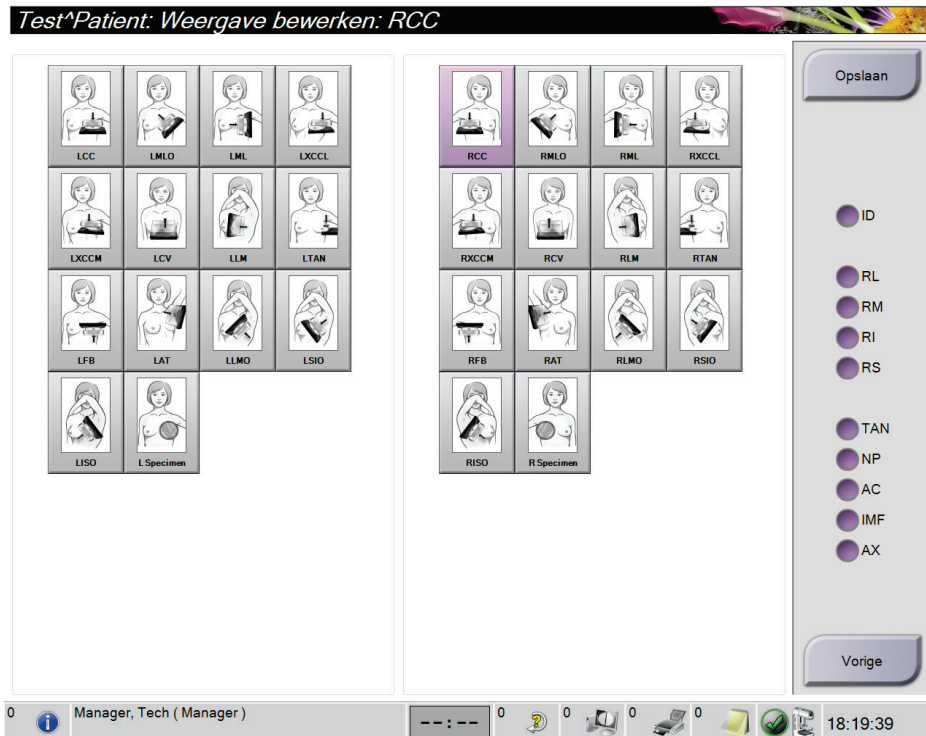 Test^Patient: Weergave bewerken: RCC
LCC LMLO LML LXCCL
LXCCM LCV LLM LTAN
LFB LAT LLMO LSIO
LISO L Specimen
RCC RMLO RML RXCCL
RXCCM RCV RLM RTAN
RFB RAT RLMO RSIO
RISO R Specimen
Opslaan
ID
RL
RM
RI
RS
TAN
NP
AC
IMF
AX
Vorige
0 Manager, Tech ( Manager ) --:-- 0 0 0 0 18:19:39